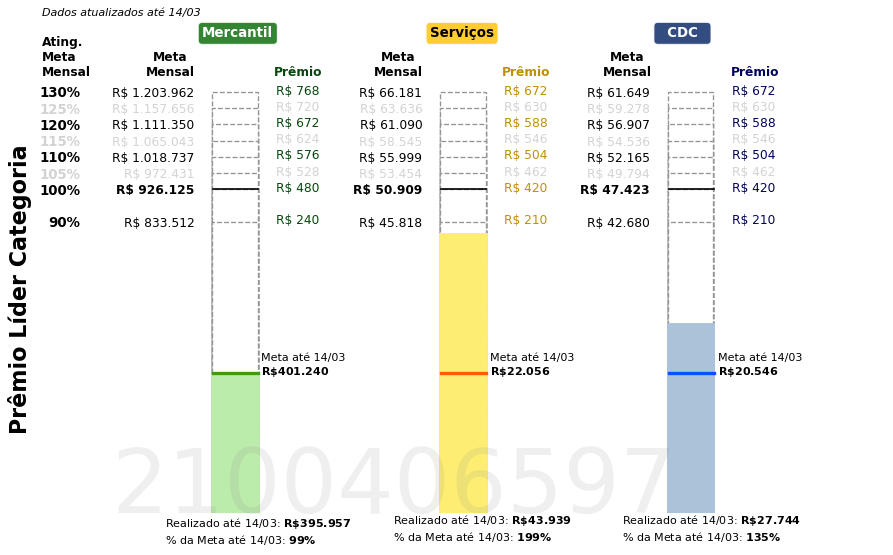 Dados atualizados até 14/03
Mercantil Serviços CDC
Ating. Meta Mensal Meta Mensal Prêmio Meta Mensal Prêmio Meta Mensal Prêmio
130% R$ 1.203.962 R$ 768 R$ 66.181 R$ 672 R$ 61.649 R$ 672
125% R$ 1.157.656 R$ 720 R$ 63.636 R$ 630 R$ 59.278 R$ 630
120% R$ 1.111.350 R$ 672 R$ 61.090 R$ 588 R$ 56.907 R$ 588
115% R$ 1.065.043 R$ 624 R$ 58.545 R$ 546 R$ 54.536 R$ 546
110% R$ 1.018.737 R$ 576 R$ 55.999 R$ 504 R$ 52.165 R$ 504
105% R$ 972.431 R$ 528 R$ 53.454 R$ 462 R$ 49.794 R$ 462
100% R$ 926.125 R$ 480 R$ 50.909 R$ 420 R$ 47.423 R$ 420
90% R$ 833.512 R$ 240 R$ 45.818 R$ 210 R$ 42.680 R$ 210
Prêmio Líder Categoria
Meta até 14/03 Meta até 14/03 Meta até 14/03
R$401.240 R$22.056 R$20.546
2100406597
Realizado até 14/03: R$395.957 Realizado até 14/03: R$43.939 Realizado até 14/03: R$27.744
% da Meta até 14/03: 99% % da Meta até 14/03: 199% % da Meta até 14/03: 135%